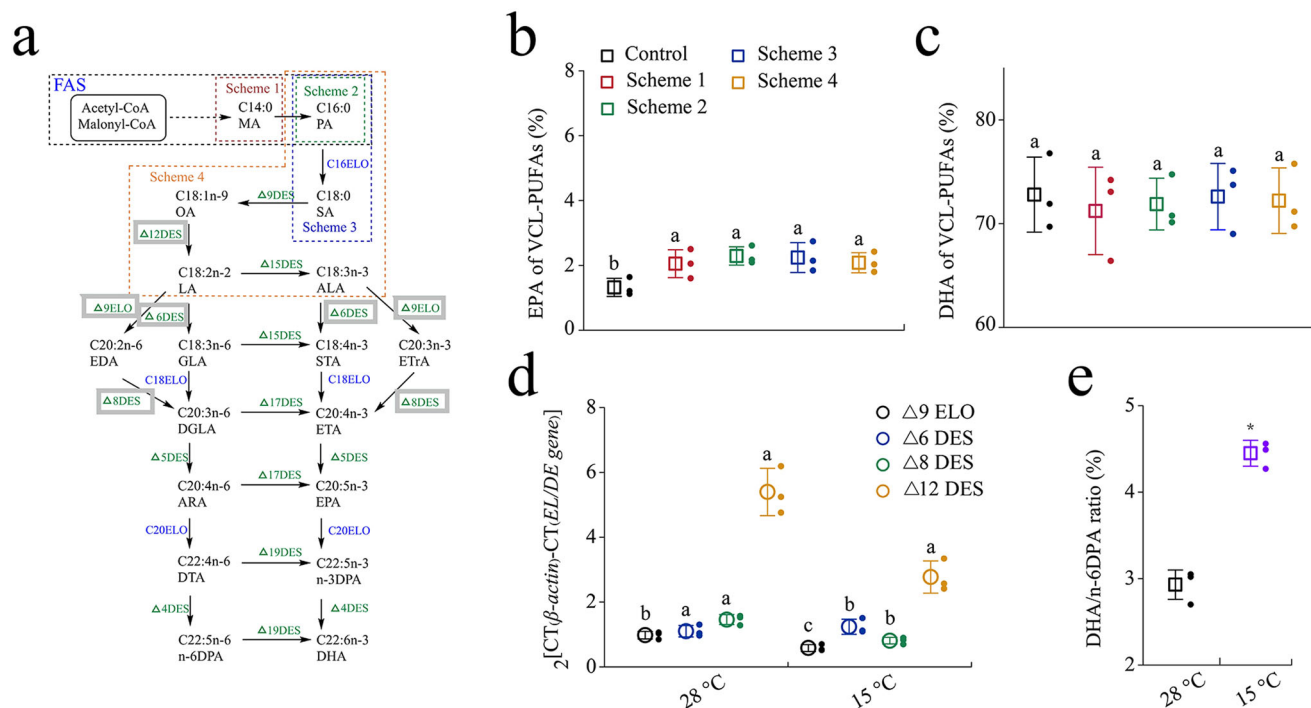 a
FAS
Acetyl-CoA
Malonyl-CoA
Scheme 1
C14:0
MA
Scheme 2
C16:0
PA
C16ELO
Scheme 4
C18:1n-9
OA
△9DES
C18:0
SA
Scheme 3
△12DES
C18:2n-2
LA
△15DES
C18:3n-3
ALA
△9ELO
△6DES
△6DES
△9ELO
C20:2n-6
EDA
C18:3n-6
GLA
△15DES
C18:4n-3
STA
C20:3n-3
ETrA
C18ELO
C18ELO
△8DES
△8DES
C20:3n-6
DGLA
△17DES
C20:4n-3
ETA
△5DES
△5DES
C20:4n-6
ARA
△17DES
C20:5n-3
EPA
C20ELO
C20ELO
C22:4n-6
DTA
△19DES
C22:5n-3
n-3DPA
△4DES
△4DES
C22:5n-6
n-6DPA
△19DES
C22:6n-3
DHA
b
EPA of VCL-PUFAs (%)
8
6
4
2
0
Control
Scheme 1
Scheme 2
Scheme 3
Scheme 4
b
a
a
a
a
c
DHA of VCL-PUFAs (%)
80
70
60
a
a
a
a
a
d
2[CT(β-actin)-CT(EL/DE gene)]
8
6
4
2
0
△9 ELO
△6 DES
△8 DES
△12 DES
b
a
a
a
c
b
b
a
28 °C
15 °C
e
DHA/n-6DPA ratio (%)
5
4
3
2
*
28 °C
15 °C